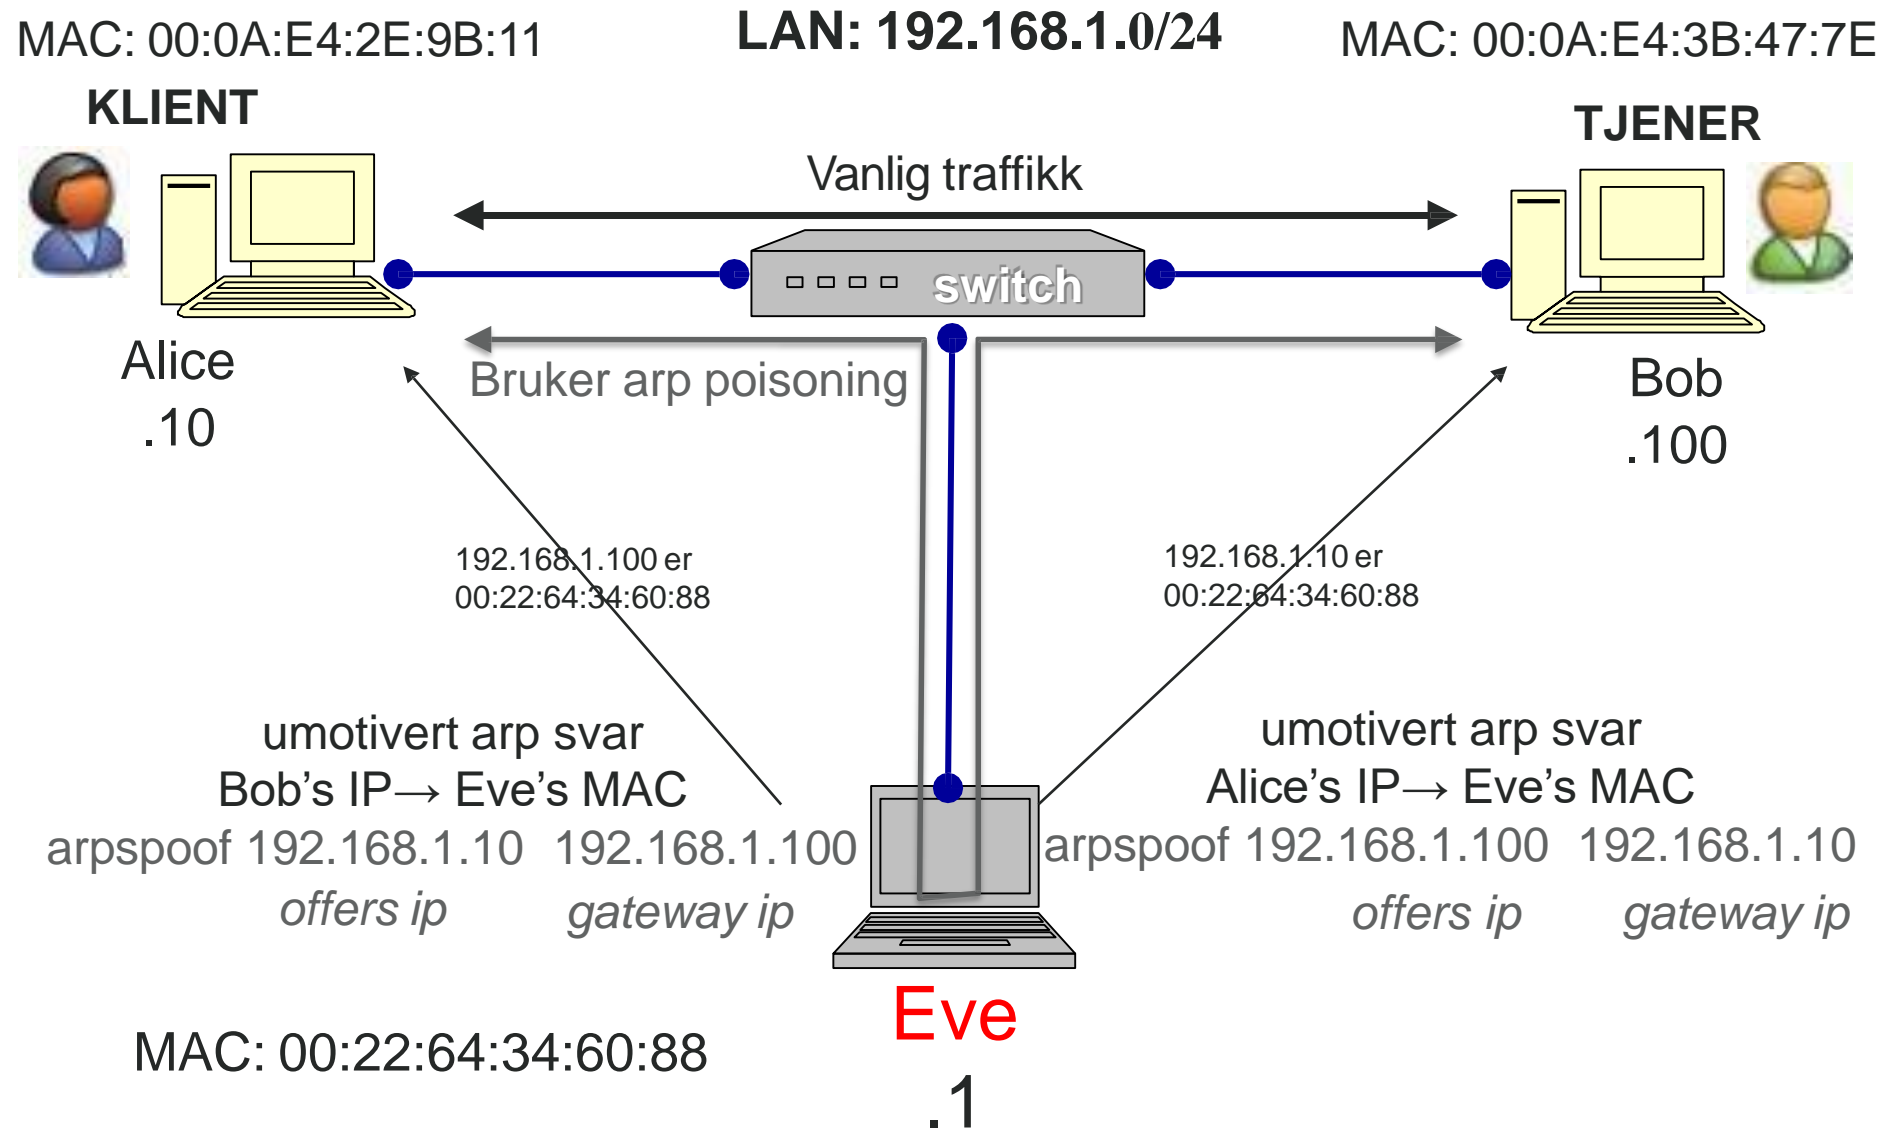 MAC: 00:0A:E4:2E:9B:11
LAN: 192.168.1.0/24
MAC: 00:0A:E4:3B:47:7E
KLIENT
TJENER
Vanlig traffikk
switch
Alice
.10
Bruker arp poisoning
Bob
.100
192.168.1.100 er
00:22:64:34:60:88
192.168.1.10 er
00:22:64:34:60:88
umotivert arp svar
Bob's IP→ Eve's MAC
arpspoof 192.168.1.10 192.168.1.100
offers ip gateway ip
umotivert arp svar
Alice's IP→ Eve's MAC
arpspoof 192.168.1.100 192.168.1.10
offers ip gateway ip
Eve
.1
MAC: 00:22:64:34:60:88